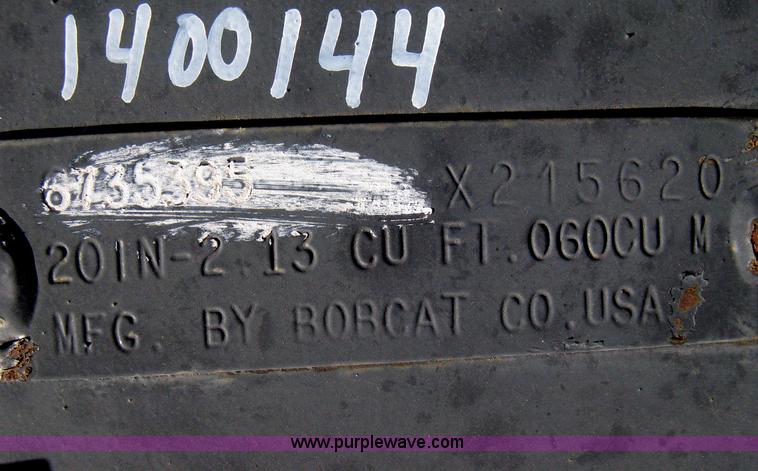 1400144
6735395 X215620
20IN-2.13 CU FT.060CU M
MFG. BY BOBCAT CO.USA
www.purplewave.com